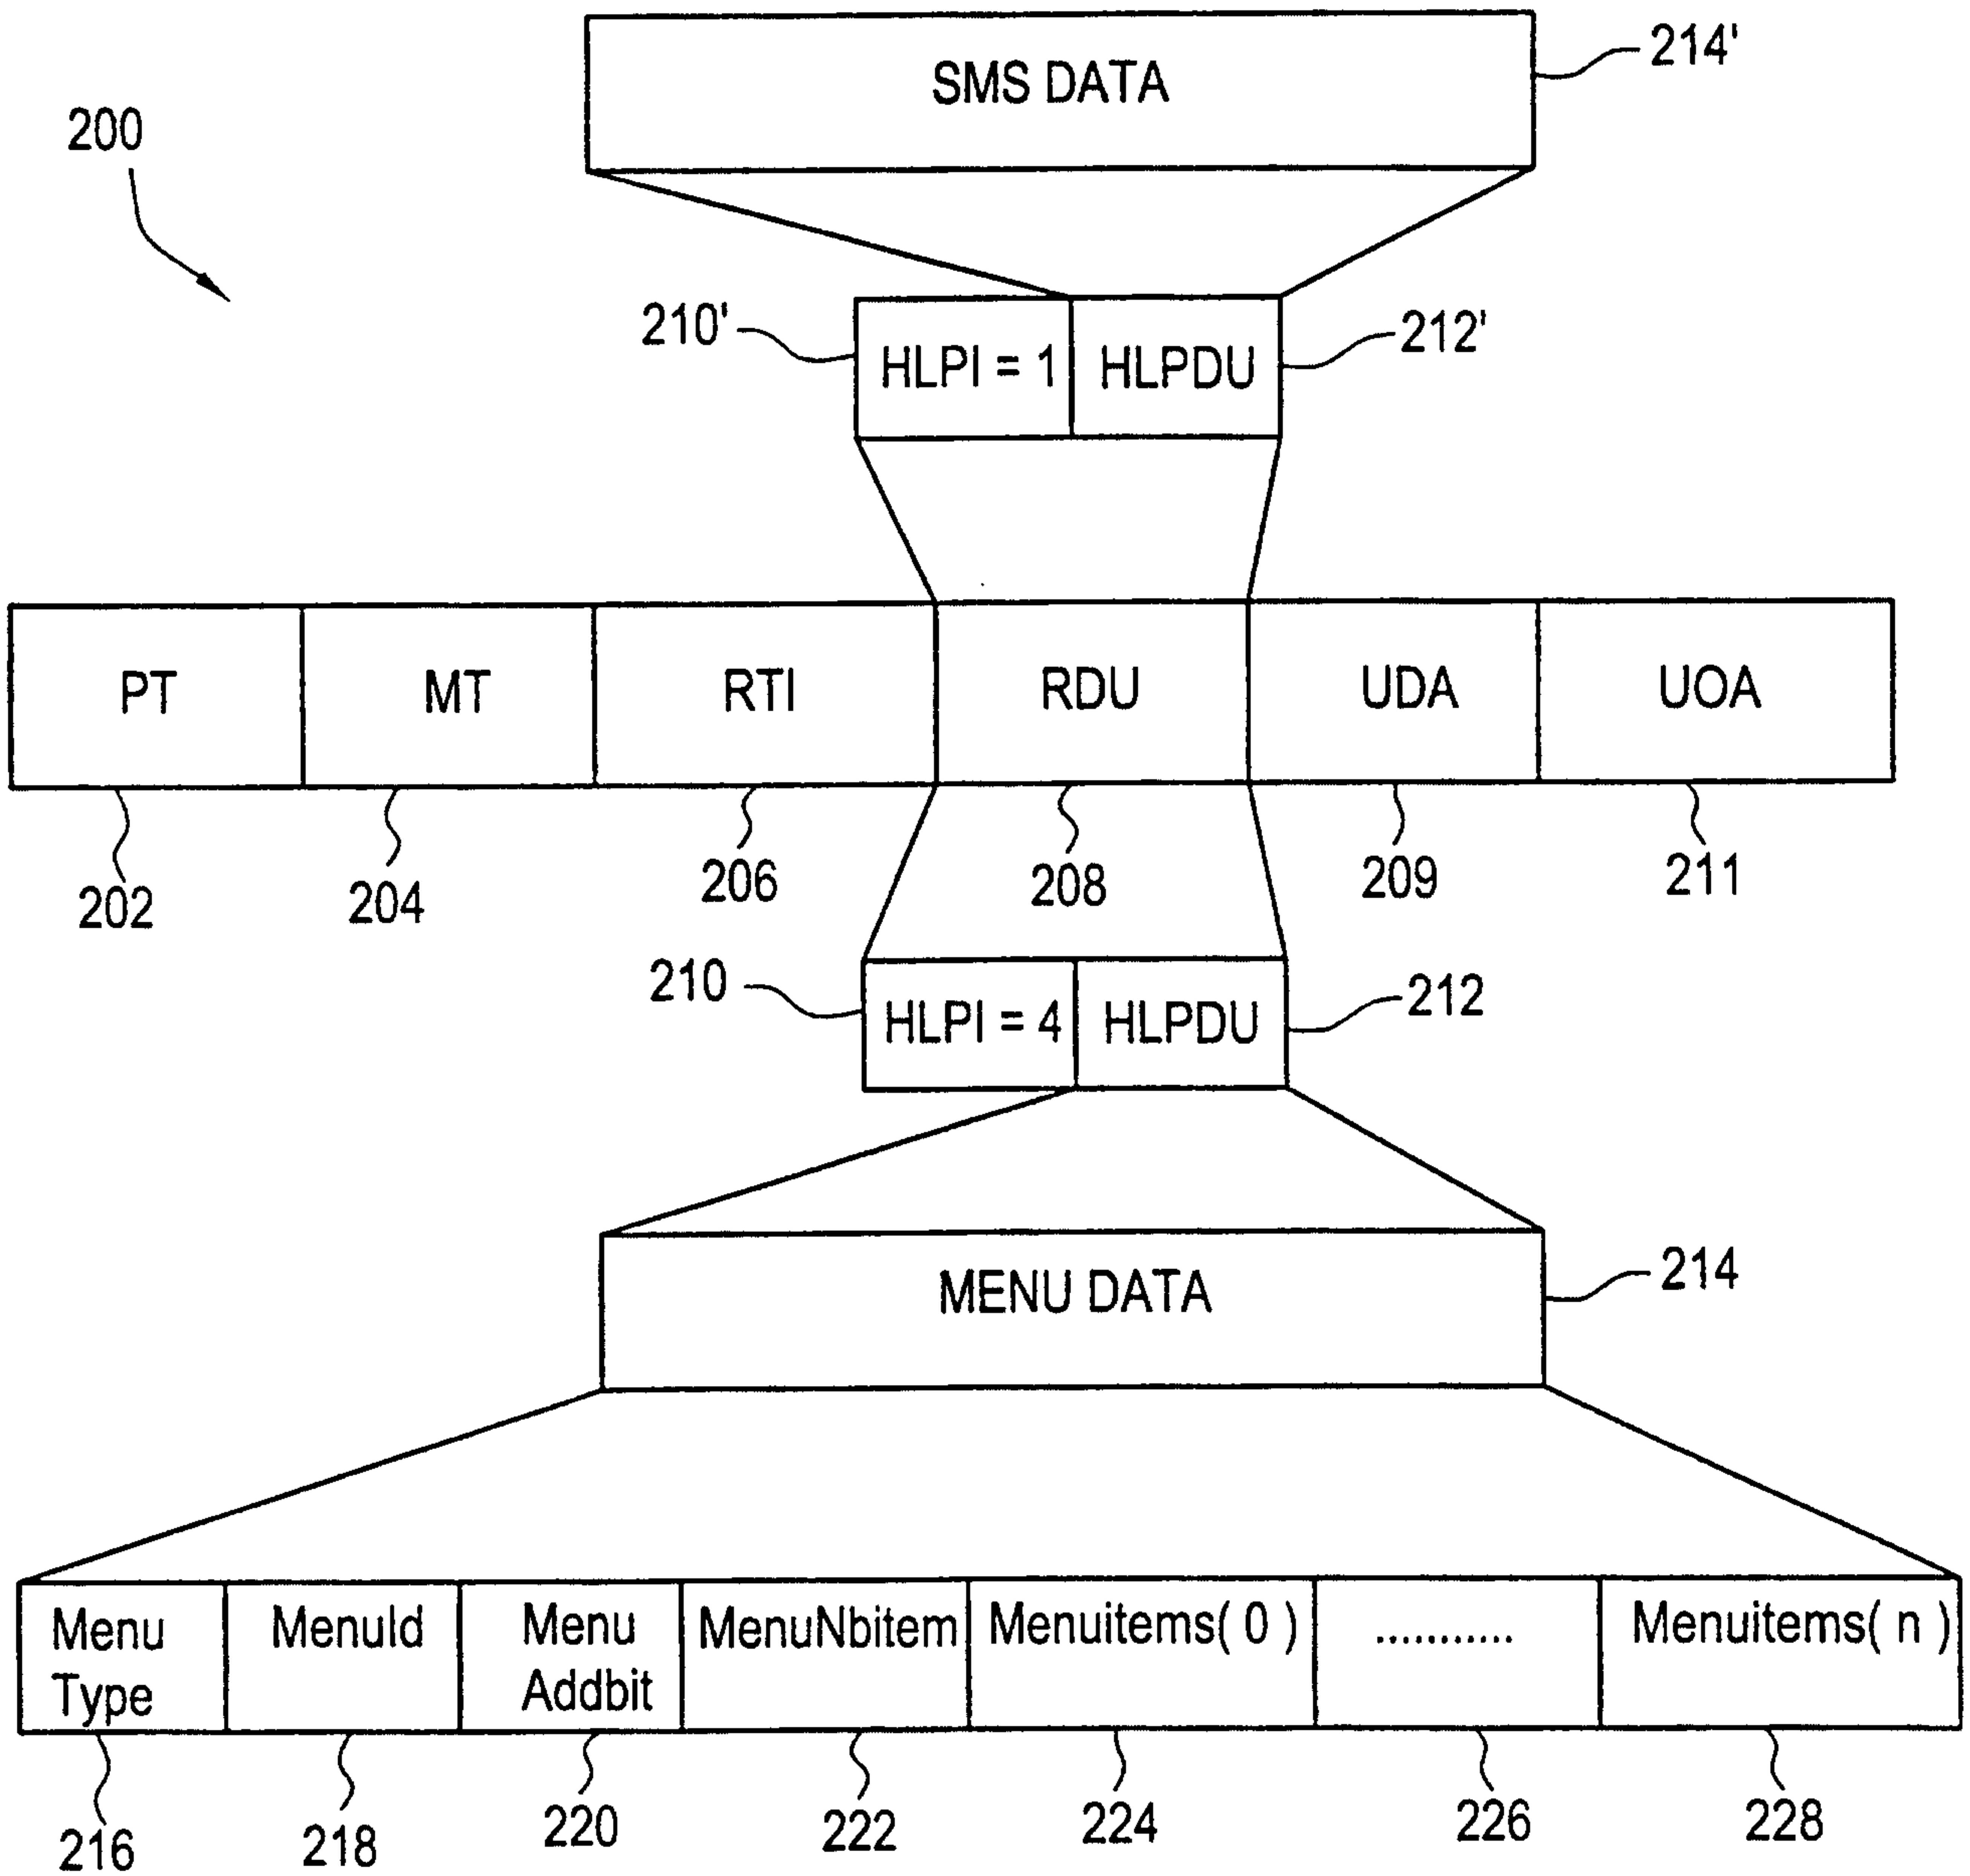 SMS DATA
214'
200
210'
HLPI = 1
HLPDU
212'
PT
MT
RTI
RDU
UDA
UOA
202
204
206
208
209
211
210
HLPI = 4
HLPDU
212
MENU DATA
214
Menu
Type
MenuId
Menu
Addbit
MenuNbitem
Menuitems( 0 )
...........
Menuitems( n )
216
218
220
222
224
226
228